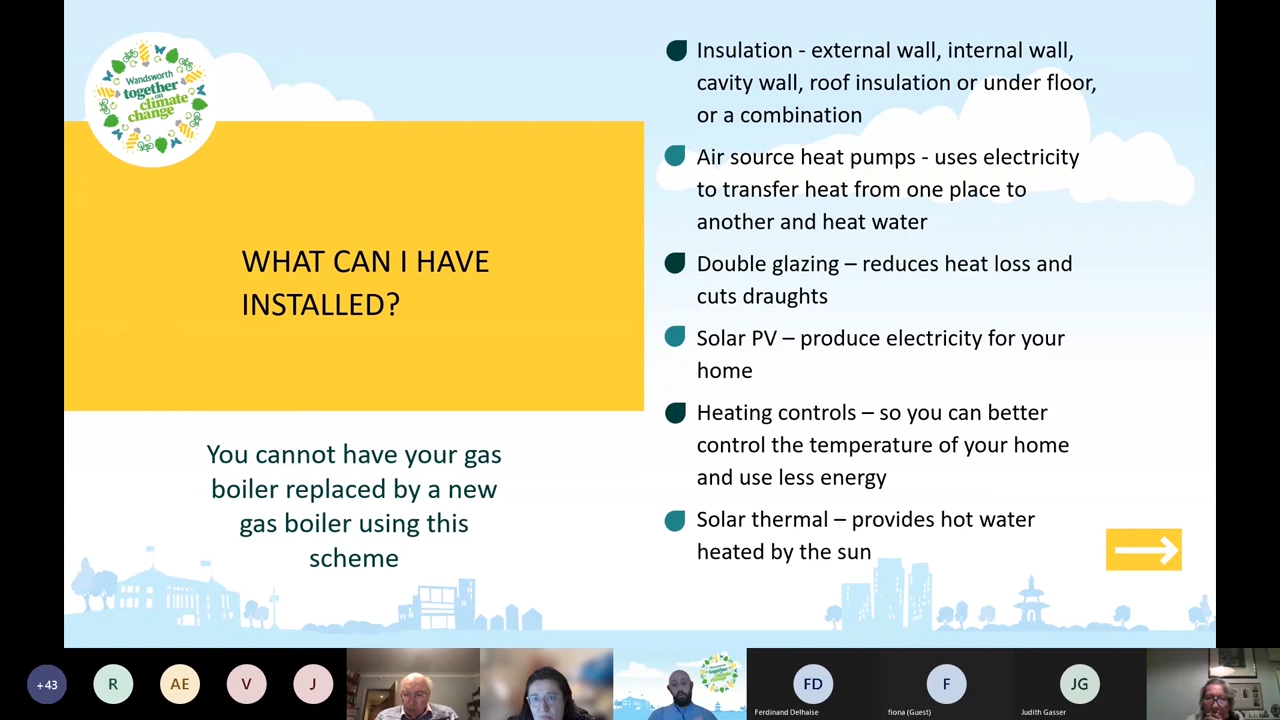 Wandsworth
together
on
climate
change
WHAT CAN I HAVE
INSTALLED?
You cannot have your gas
boiler replaced by a new
gas boiler using this
scheme
Insulation - external wall, internal wall,
cavity wall, roof insulation or under floor,
or a combination
Air source heat pumps - uses electricity
to transfer heat from one place to
another and heat water
Double glazing – reduces heat loss and
cuts draughts
Solar PV – produce electricity for your
home
Heating controls – so you can better
control the temperature of your home
and use less energy
Solar thermal – provides hot water
heated by the sun
+43
R
AE
V
J
together
climate
change
FD
Ferdinand Delhaise
F
fiona (Guest)
JG
Judith Gasser